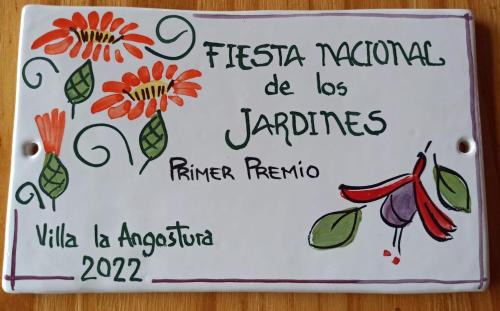 FIESTA NACIONAL
de los
JARDINES
PRIMER PREMIO
Villa la Angostura
2022